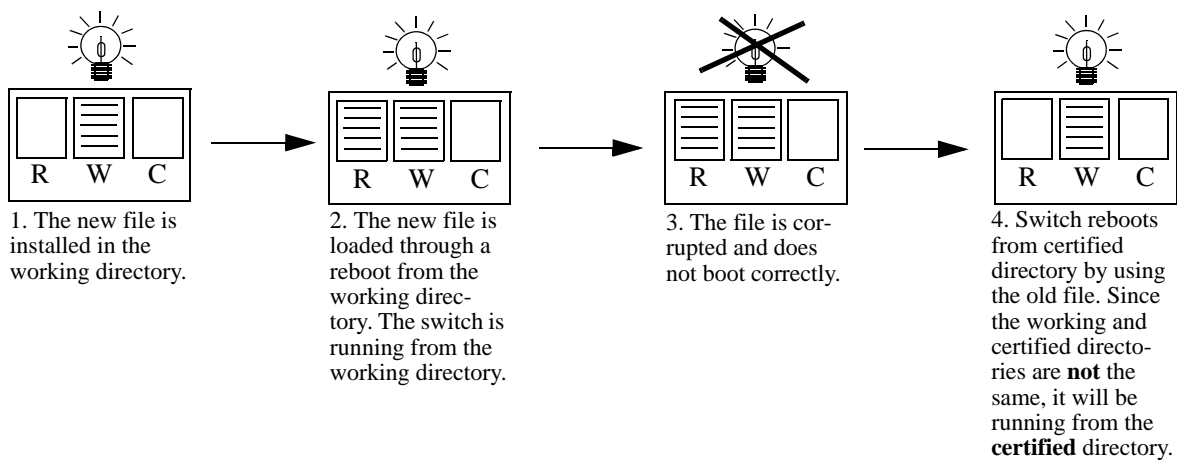 R W C
1. The new file is
installed in the
working directory.
R W C
2. The new file is
loaded through a
reboot from the
working direc-
tory. The switch is
running from the
working directory.
R W C
3. The file is cor-
rupted and does
not boot correctly.
R W C
4. Switch reboots
from certified
directory by using
the old file. Since
the working and
certified directo-
ries are not the
same, it will be
running from the
certified directory.